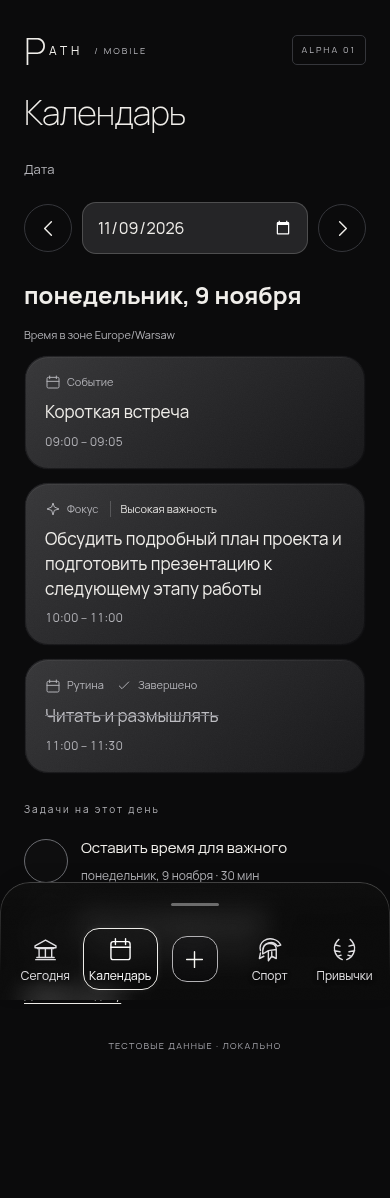 PATH / MOBILE
ALPHA 01
Календарь
Дата
11/09/2026
понедельник, 9 ноября
Время в зоне Europe/Warsaw
Событие
Короткая встреча
09:00 – 09:05
Фокус Высокая важность
Обсудить подробный план проекта и
подготовить презентацию к
следующему этапу работы
10:00 – 11:00
Рутина Завершено
Читать и размышлять
11:00 – 11:30
Задачи на этот день
Оставить время для важного
понедельник, 9 ноября · 30 мин
Сегодня
Календарь
Спорт
Привычки
ТЕСТОВЫЕ ДАННЫЕ · ЛОКАЛЬНО